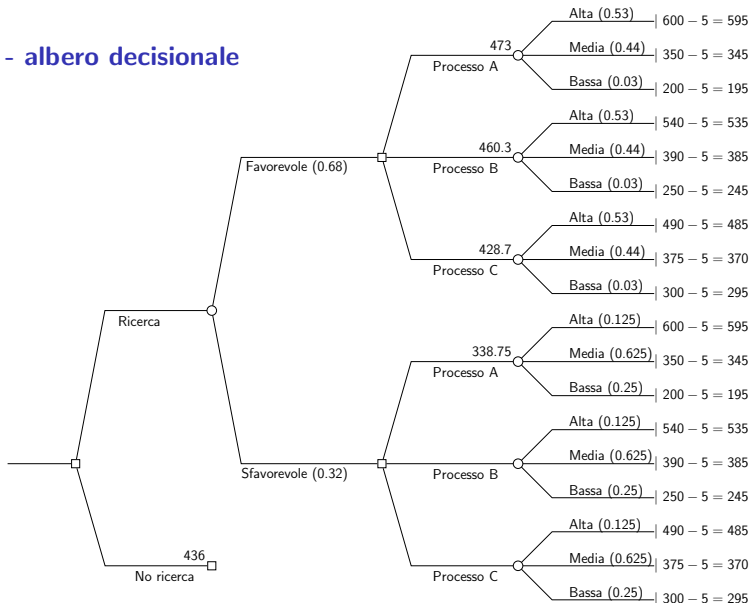 - albero decisionale
Alta (0.53) | 600 − 5 = 595
473
Media (0.44) | 350 − 5 = 345
Processo A
Bassa (0.03) | 200 − 5 = 195
Alta (0.53) | 540 − 5 = 535
460.3
Media (0.44) | 390 − 5 = 385
Favorevole (0.68)
Processo B
Bassa (0.03) | 250 − 5 = 245
Alta (0.53) | 490 − 5 = 485
428.7
Media (0.44) | 375 − 5 = 370
Processo C
Bassa (0.03) | 300 − 5 = 295
Ricerca
Alta (0.125) | 600 − 5 = 595
338.75
Media (0.625) | 350 − 5 = 345
Processo A
Bassa (0.25) | 200 − 5 = 195
Alta (0.125) | 540 − 5 = 535
Media (0.625) | 390 − 5 = 385
Sfavorevole (0.32)
Processo B
Bassa (0.25) | 250 − 5 = 245
Alta (0.125) | 490 − 5 = 485
436
Media (0.625) | 375 − 5 = 370
No ricerca
Processo C
Bassa (0.25) | 300 − 5 = 295